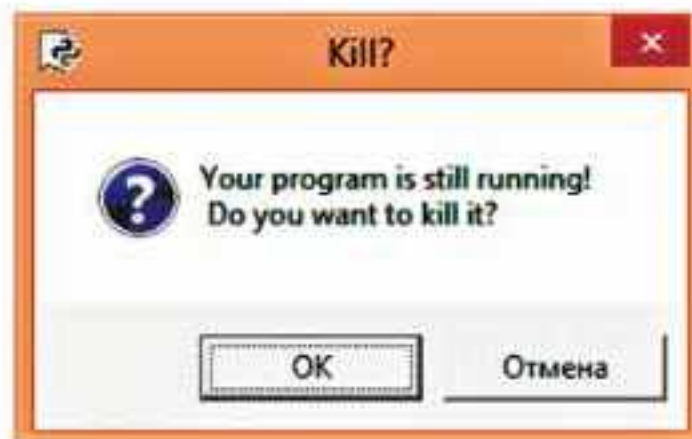 Kill?
Your program is still running!
Do you want to kill it?
OK
Отмена